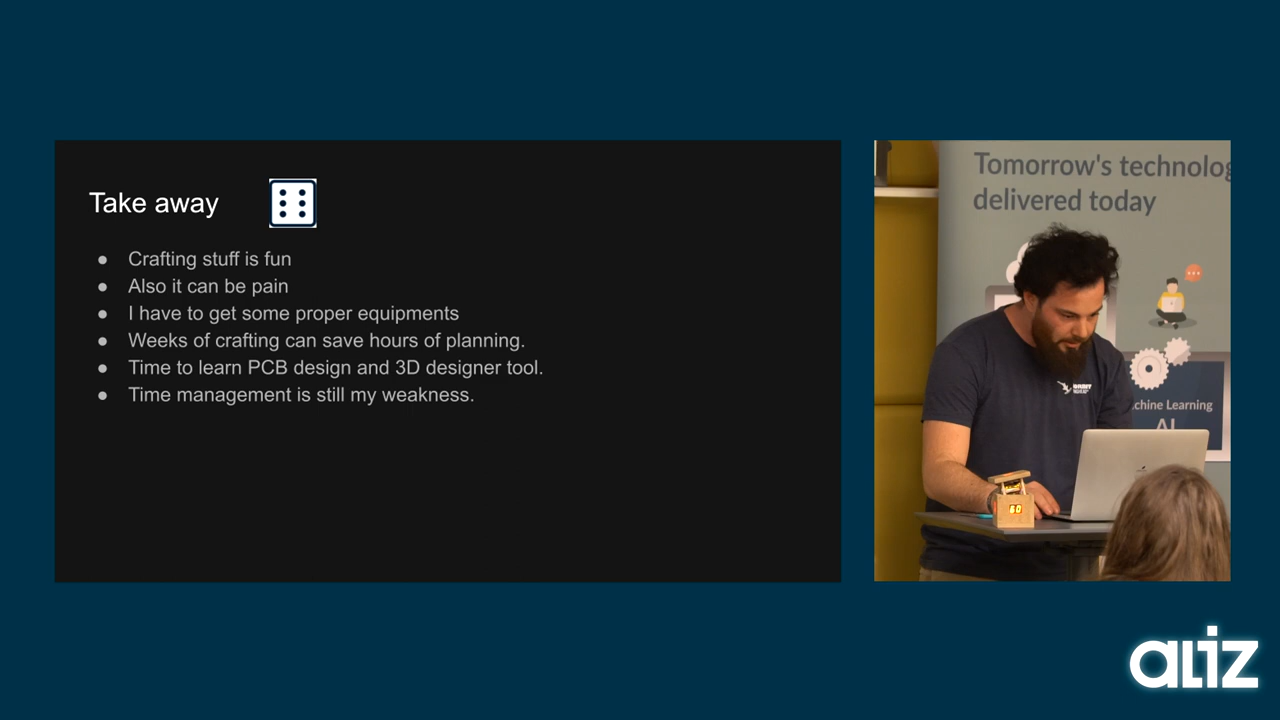 Take away
Crafting stuff is fun
Also it can be pain
I have to get some proper equipments
Weeks of crafting can save hours of planning.
Time to learn PCB design and 3D designer tool.
Time management is still my weakness.
Tomorrow's technolog
delivered today
chine Learning
AI
60
aliz